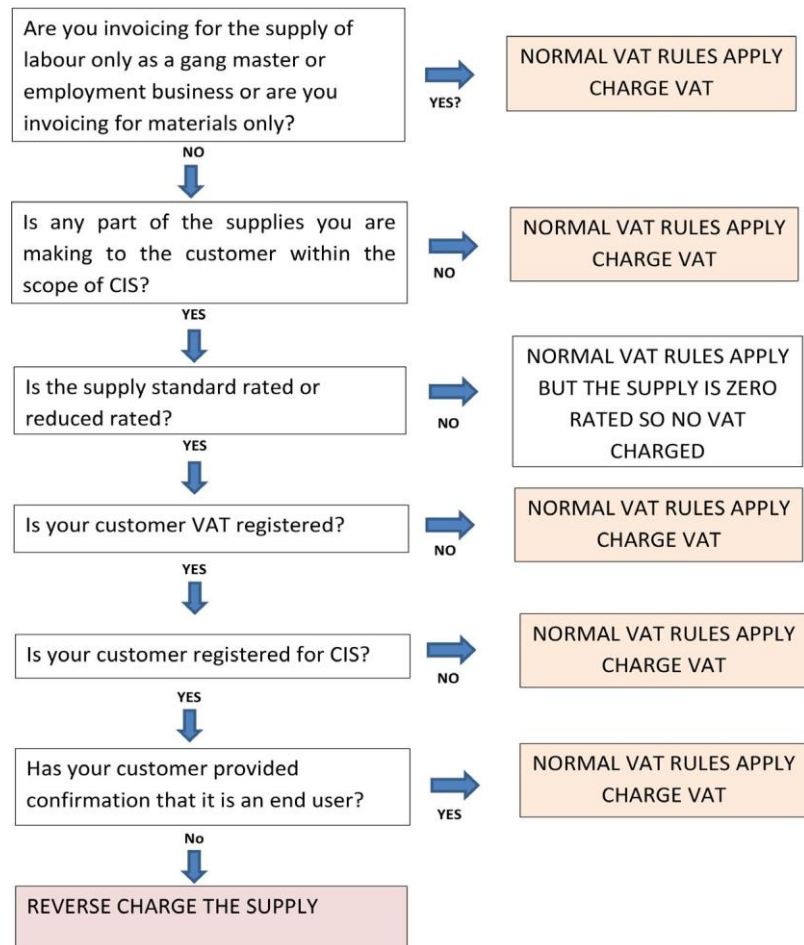 Are you invoicing for the supply of
labour only as a gang master or
employment business or are you
invoicing for materials only?
YES?
NORMAL VAT RULES APPLY
CHARGE VAT
NO
Is any part of the supplies you are
making to the customer within the
scope of CIS?
NO
NORMAL VAT RULES APPLY
CHARGE VAT
YES
Is the supply standard rated or
reduced rated?
NO
NORMAL VAT RULES APPLY
BUT THE SUPPLY IS ZERO
RATED SO NO VAT
CHARGED
YES
Is your customer VAT registered?
NO
NORMAL VAT RULES APPLY
CHARGE VAT
YES
Is your customer registered for CIS?
NO
NORMAL VAT RULES APPLY
CHARGE VAT
YES
Has your customer provided
confirmation that it is an end user?
YES
NORMAL VAT RULES APPLY
CHARGE VAT
No
REVERSE CHARGE THE SUPPLY